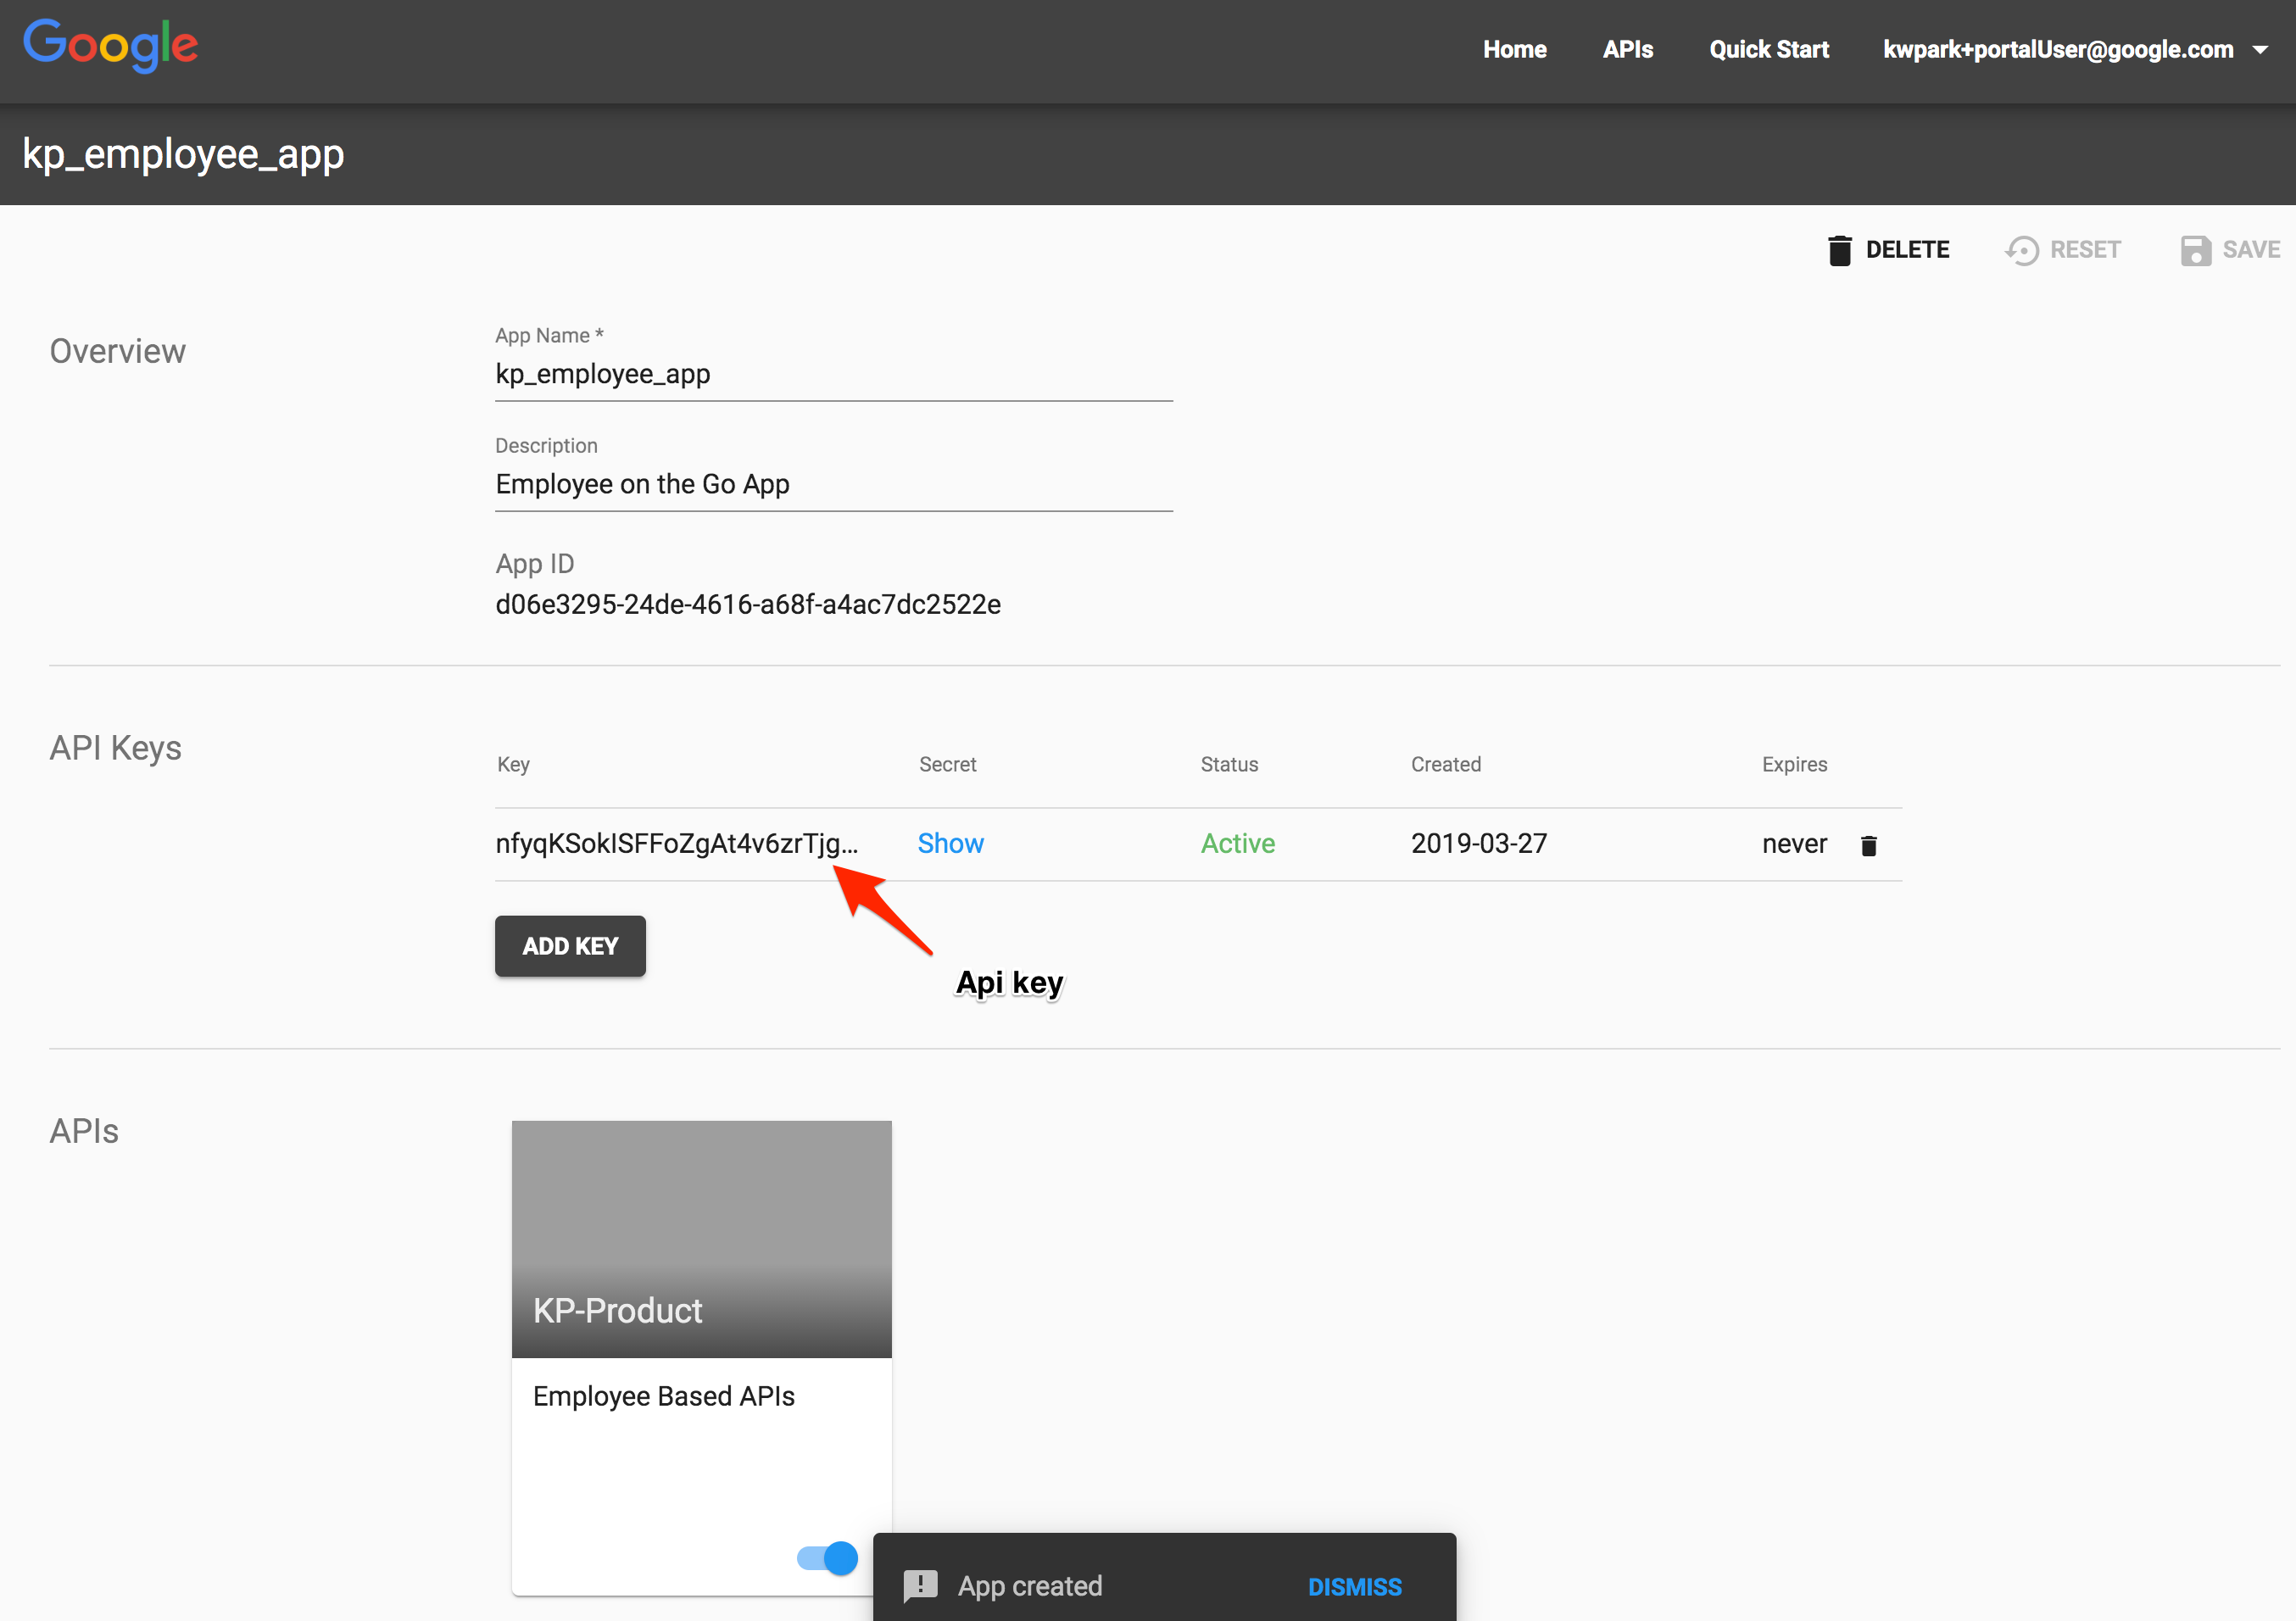 Google
Home APIs Quick Start kwpark+portalUser@google.com
kp_employee_app
DELETE RESET SAVE
Overview
App Name *
kp_employee_app
Description
Employee on the Go App
App ID
d06e3295-24de-4616-a68f-a4ac7dc2522e
API Keys
Key Secret Status Created Expires
nfyqKSokISFFoZgAt4v6zrTjg... Show Active 2019-03-27 never
ADD KEY
Api key
APIs
KP-Product
Employee Based APIs
App created DISMISS